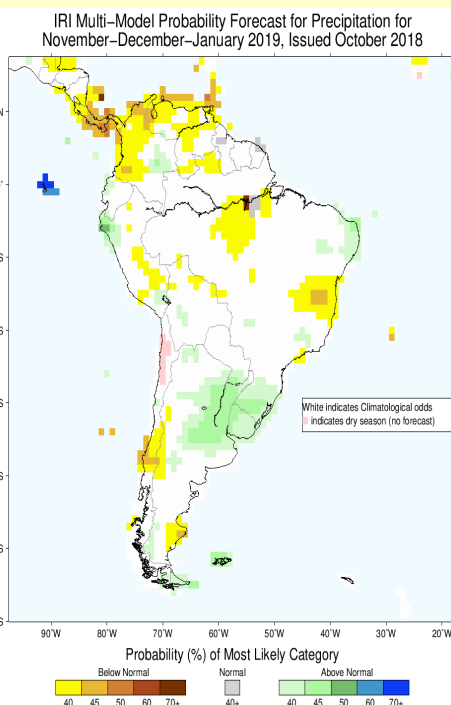 IRI Multi-Model Probability Forecast for Precipitation for
November-December-January 2019, Issued October 2018
N
S
S
S
S
S
S
White indicates Climatological odds
indicates dry season (no forecast)
90°W 80°W 70°W 60°W 50°W 40°W 30°W 20°W
Probability (%) of Most Likely Category
Below Normal Normal Above Normal
40 45 50 60 70+ 40+ 40 45 50 60 70+